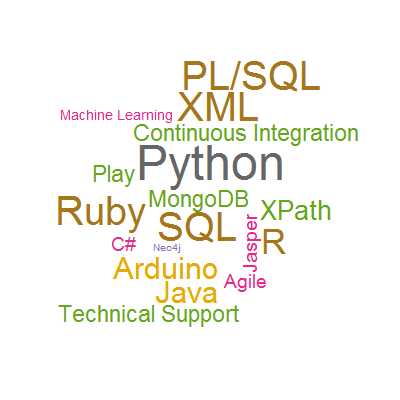 PL/SQL
XML
Machine Learning
Continuous Integration
Python
Play
MongoDB
Ruby
SQL
XPath
C#
Neo4j
Jasper
R
Arduino
Agile
Java
Technical Support